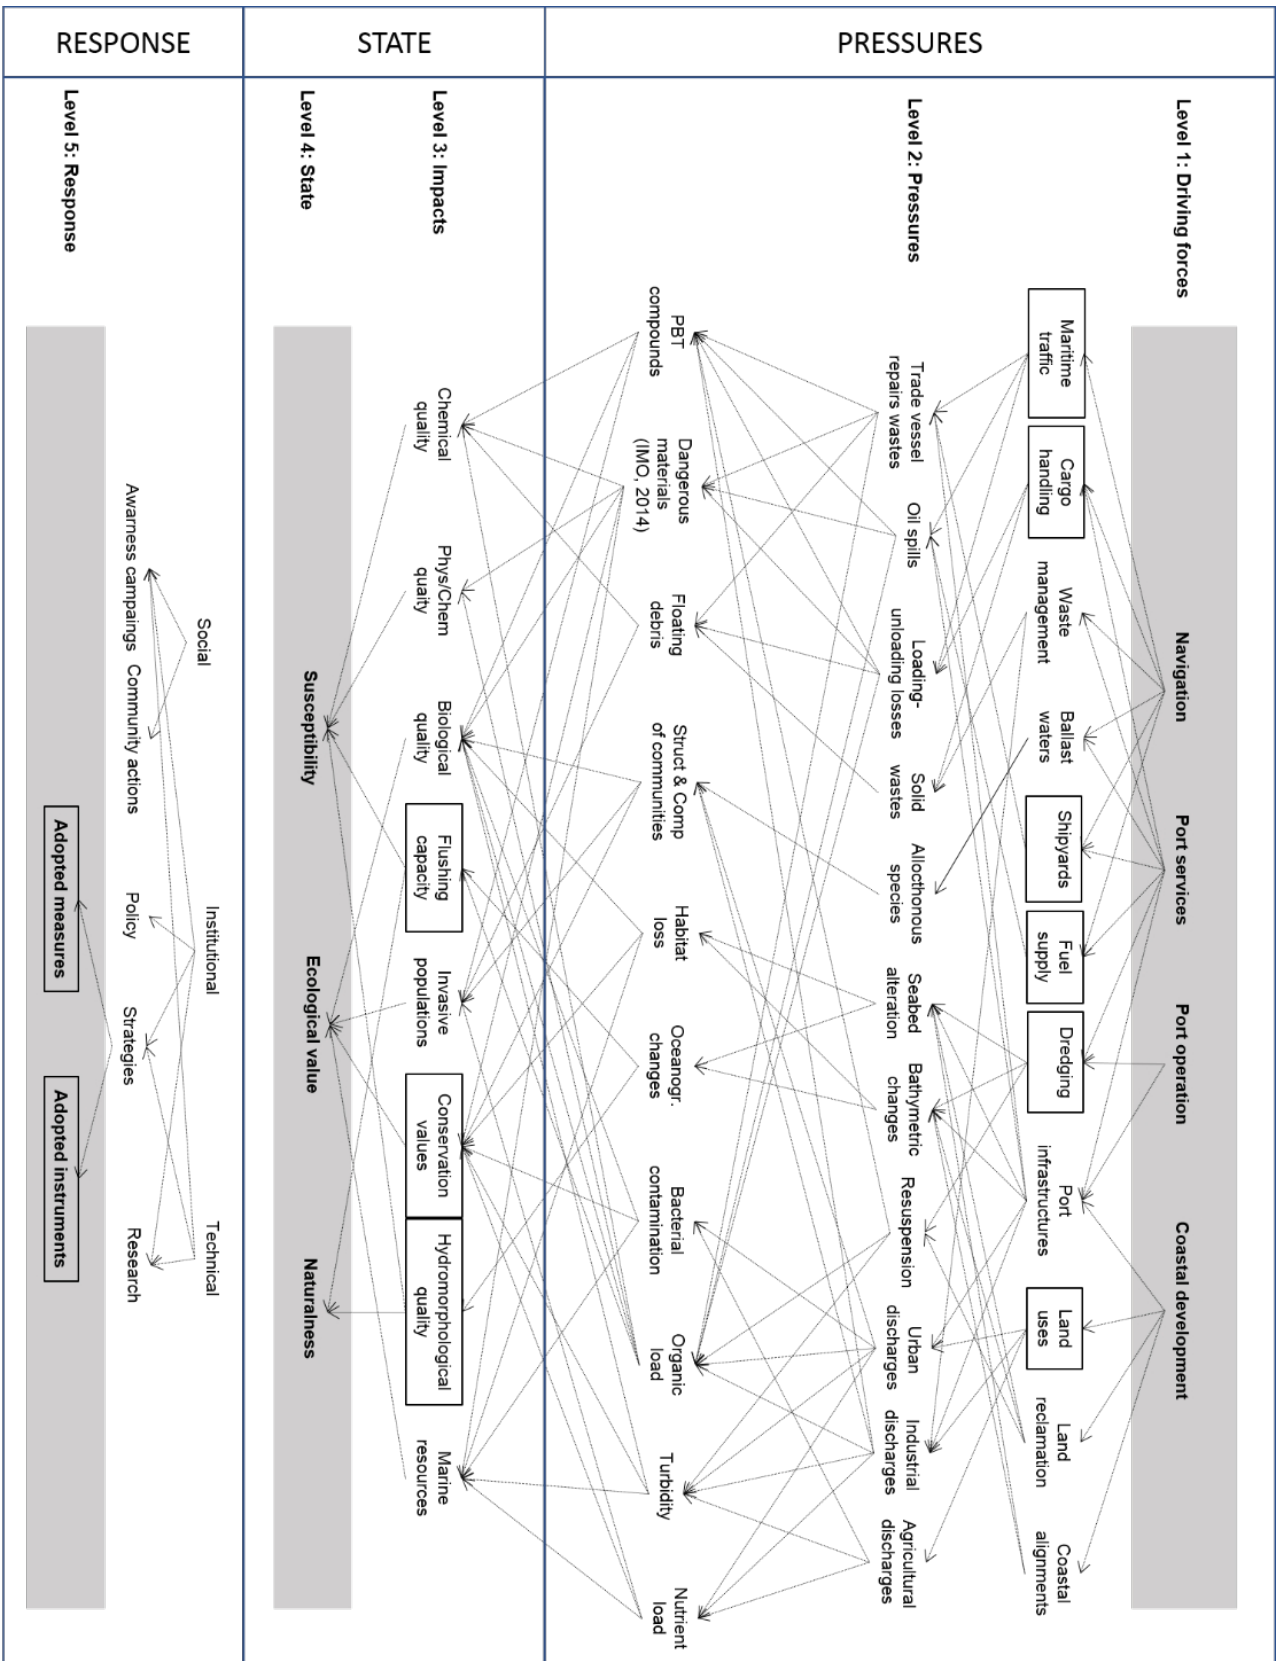 RESPONSE
STATE
PRESSURES
Level 1: Driving forces
Navigation
Port services
Port operation
Coastal development
Maritime
traffic
Cargo
handling
Waste
management
Ballast
waters
Shipyards
Fuel
supply
Dredging
Port
infrastructures
Land
uses
Land
reclamation
Coastal
alignments
Level 2: Pressures
Trade vessel
repairs wastes
Oil spills
Loading-
unloading losses
Solid
wastes
Allocthonous
species
Seabed
alteration
Bathymetric
changes
Resuspension
Urban
discharges
Industrial
discharges
Agricultural
discharges
PBT
compounds
Dangerous
materials
(IMO, 2014)
Floating
debris
Struct & Comp
of communities
Habitat
loss
Oceanogr.
changes
Bacterial
contamination
Organic
load
Turbidity
Nutrient
load
Level 3: Impacts
Chemical
quality
Phys/Chem
quaity
Biological
quality
Flushing
capacity
Invasive
populations
Conservation
values
Hydromorphological
quality
Marine
resources
Level 4: State
Susceptibility
Ecological value
Naturalness
Social
Institutional
Technical
Awarness campaings
Community actions
Policy
Strategies
Research
Level 5: Response
Adopted measures
Adopted instruments